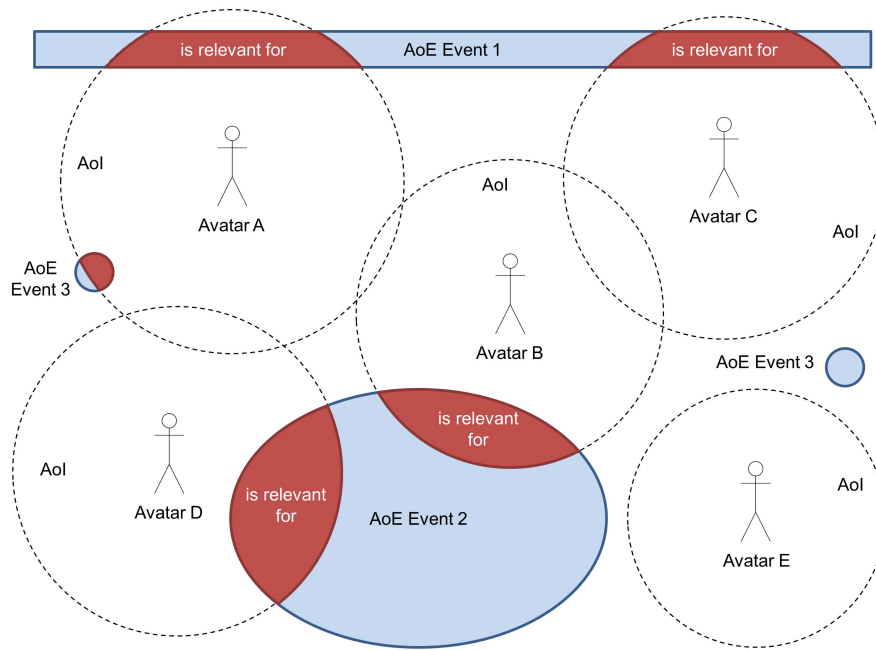 is relevant for
AoE Event 1
is relevant for
AoI
Avatar A
AoI
Avatar C
AoI
AoE
Event 3
Avatar B
AoE Event 3
is relevant
for
AoI
Avatar D
is relevant
for
AoE Event 2
AoI
Avatar E